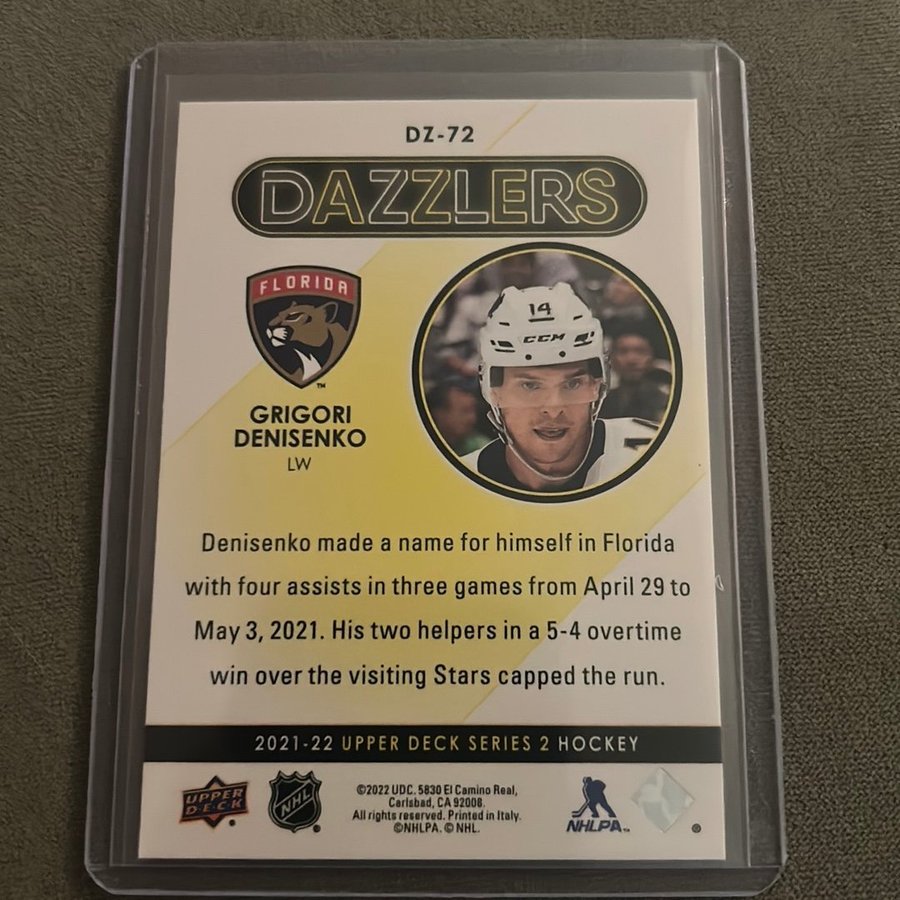 DZ-72
DAZZLERS
FLORIDA
TM
14
CCM
GRIGORI
DENISENKO
LW
Denisenko made a name for himself in Florida
with four assists in three games from April 29 to
May 3, 2021. His two helpers in a 5-4 overtime
win over the visiting Stars capped the run.
2021-22 UPPER DECK SERIES 2 HOCKEY
UPPER
DECK
®
NHL
®
©2022 UDC. 5830 El Camino Real,
Carlsbad, CA 92008.
All rights reserved. Printed in Italy.
©NHLPA. © NHL.
NHLPA™
®